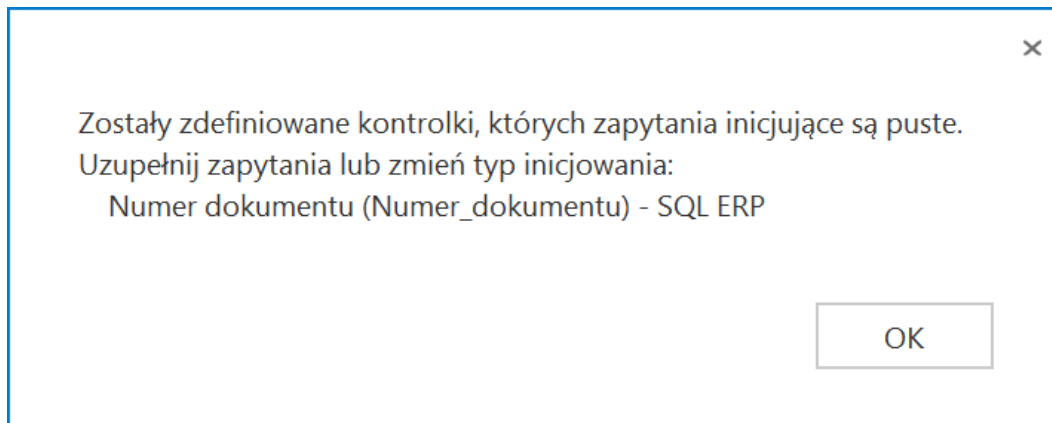 Zostały zdefiniowane kontrolki, których zapytania inicjujące są puste.
Uzupełnij zapytania lub zmień typ inicjowania:
Numer dokumentu (Numer_dokumentu) - SQL ERP
OK